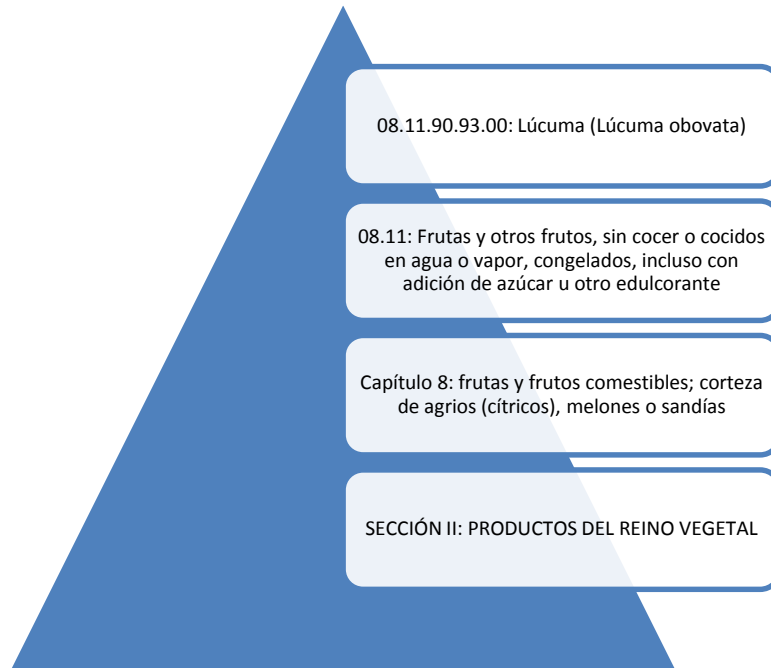 08.11.90.93.00: Lúcuma (Lúcuma obovata)
08.11: Frutas y otros frutos, sin cocer o cocidos
en agua o vapor, congelados, incluso con
adición de azúcar u otro edulcorante
Capítulo 8: frutas y frutos comestibles; corteza
de agrios (cítricos), melones o sandías
SECCIÓN II: PRODUCTOS DEL REINO VEGETAL